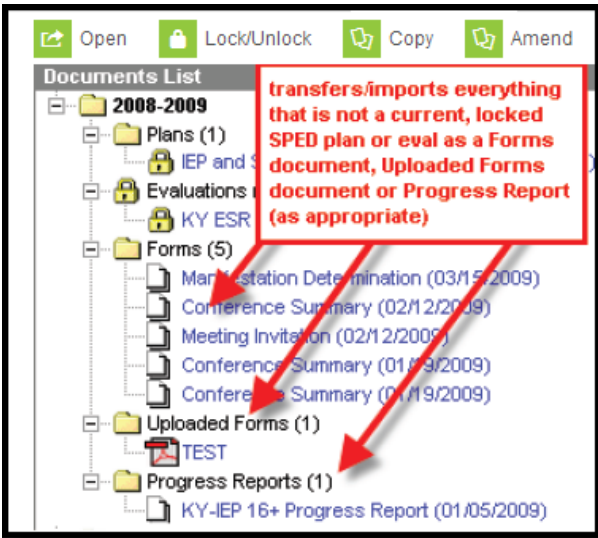 Open Lock/Unlock Copy Amend
Documents List
transfers/imports everything
that is not a current, locked
SPED plan or eval as a Forms
document, Uploaded Forms
document or Progress Report
(as appropriate)
2008-2009
Plans (1)
IEP and )
Evaluations
KY ESR
Forms (5)
Manifestation Determination (03/15/2009)
Conference Summary (02/12/2009)
Meeting Invitation (02/12/2009)
Conference Summary (01/19/2009)
Conference Summary (01/19/2009)
Uploaded Forms (1)
TEST
Progress Reports (1)
KY-IEP 16+ Progress Report (01/05/2009)